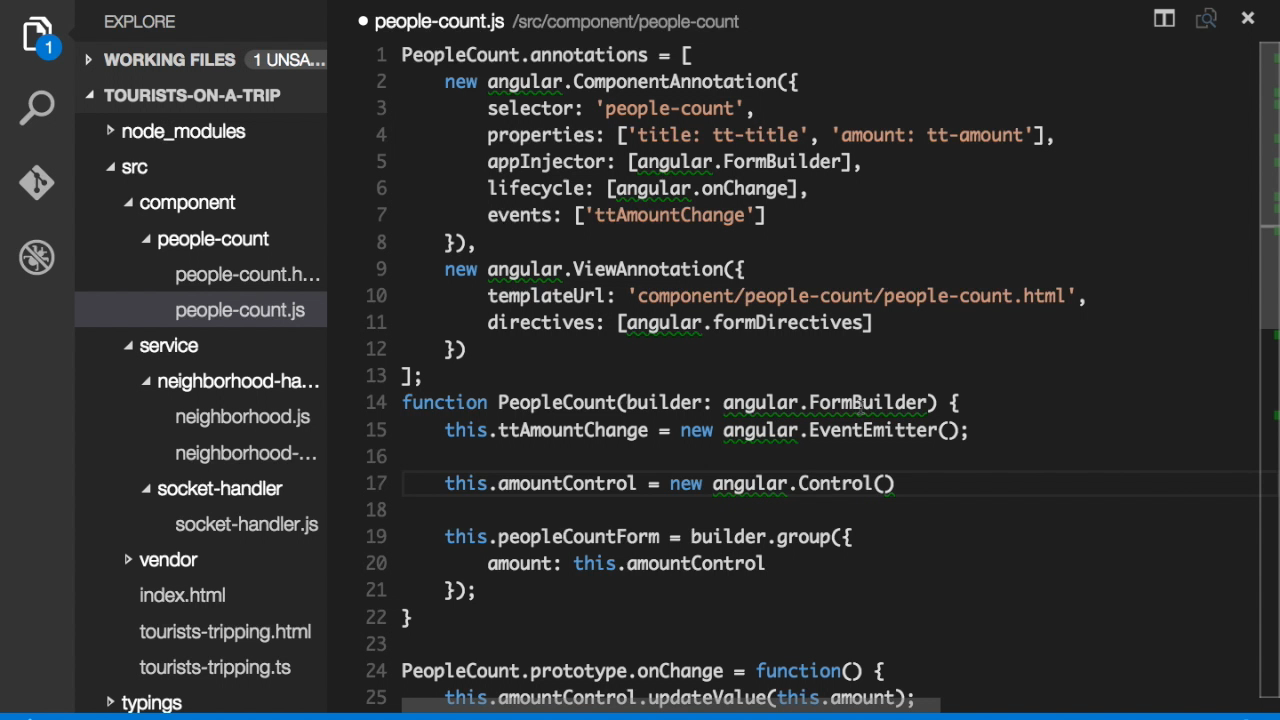 EXPLORE
1
WORKING FILES 1 UNSA...
TOURISTS-ON-A-TRIP
node_modules
src
component
people-count
people-count.h...
people-count.js
service
neighborhood-ha...
neighborhood.js
neighborhood-...
socket-handler
socket-handler.js
vendor
index.html
tourists-tripping.html
tourists-tripping.ts
typings
people-count.js /src/component/people-count
1 PeopleCount.annotations = [
2 new angular.ComponentAnnotation({
3 selector: 'people-count',
4 properties: ['title: tt-title', 'amount: tt-amount'],
5 appInjector: [angular.FormBuilder],
6 lifecycle: [angular.onChange],
7 events: ['ttAmountChange']
8 }),
9 new angular.ViewAnnotation({
10 templateUrl: 'component/people-count/people-count.html',
11 directives: [angular.formDirectives]
12 })
13 ];
14 function PeopleCount(builder: angular.FormBuilder) {
15 this.ttAmountChange = new angular.EventEmitter();
16
17 this.amountControl = new angular.Control()
18
19 this.peopleCountForm = builder.group({
20 amount: this.amountControl
21 });
22 }
23
24 PeopleCount.prototype.onChange = function() {
25 this.amountControl.updateValue(this.amount);